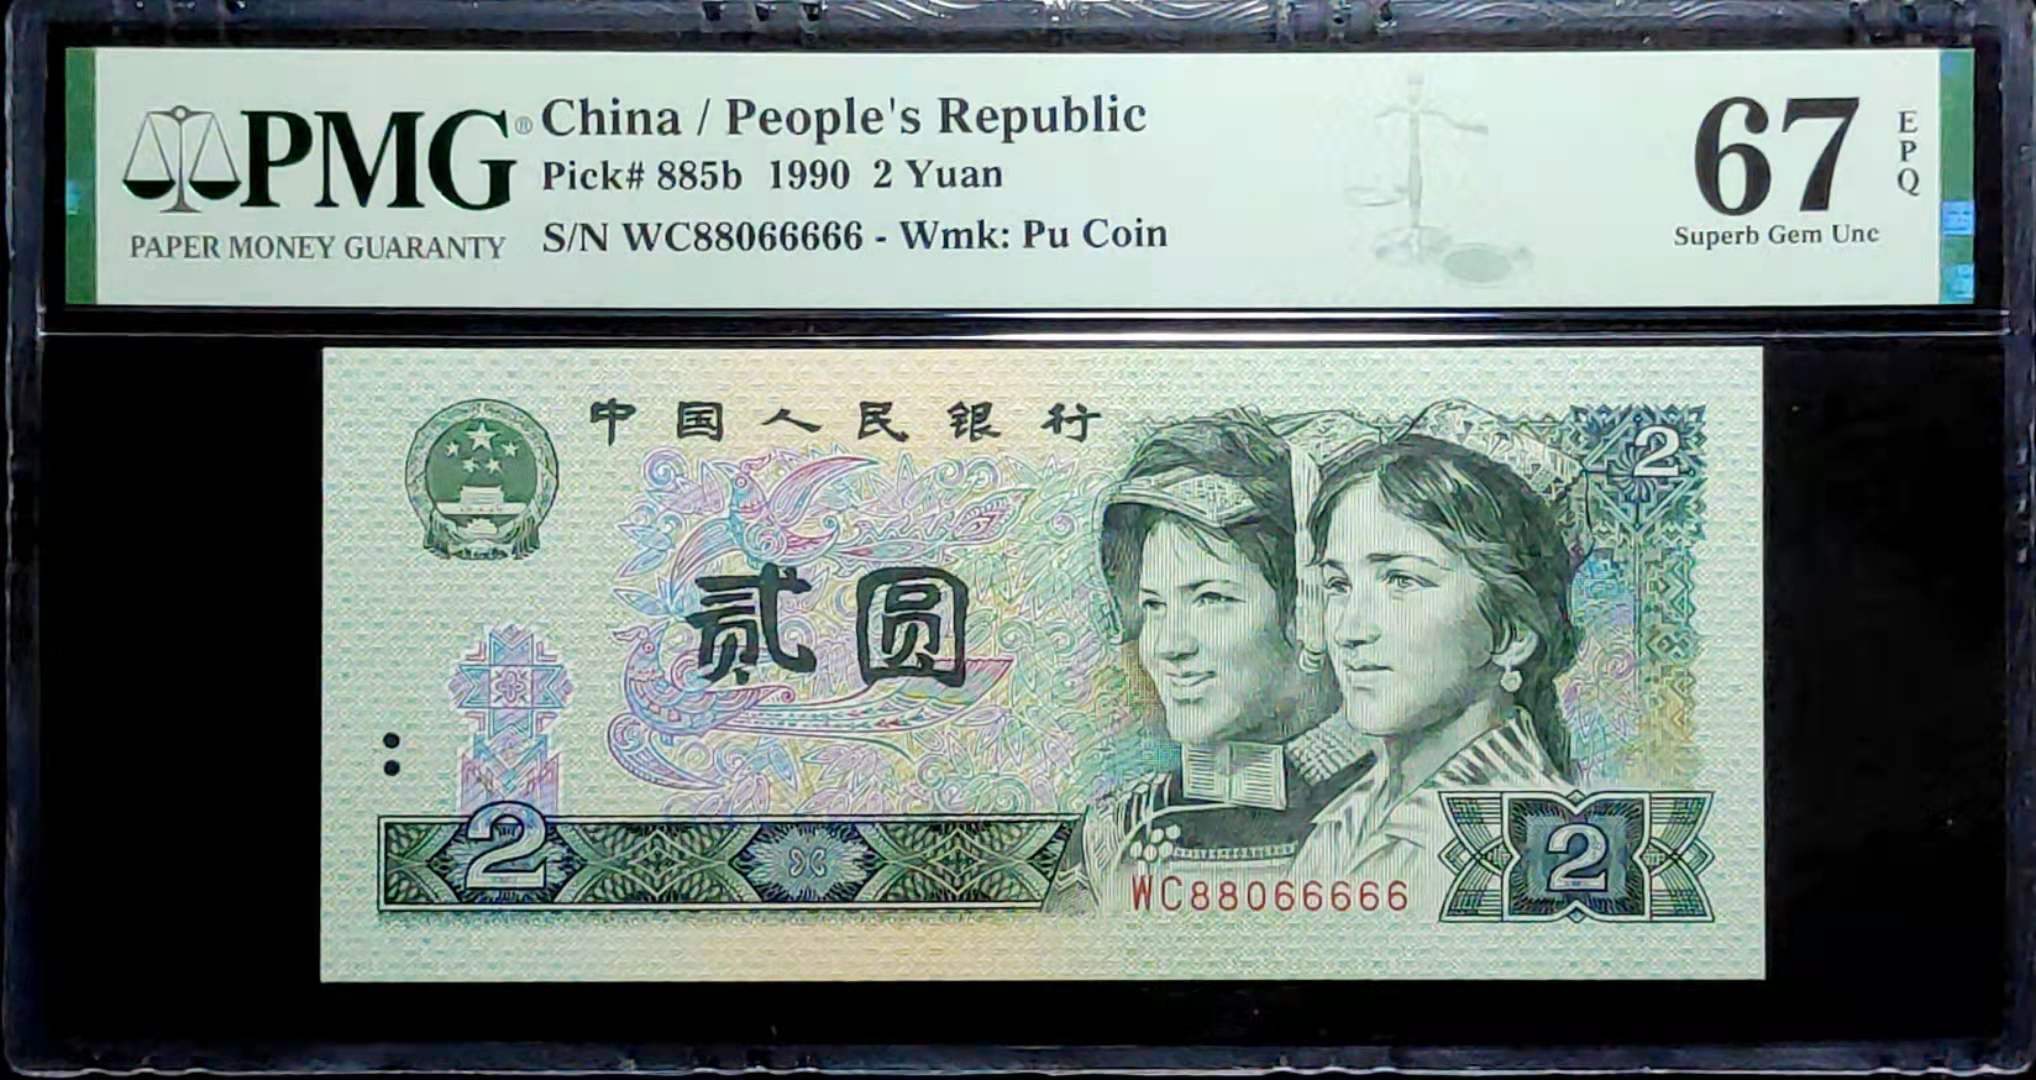 PMG®
PAPER MONEY GUARANTY
China / People's Republic
Pick# 885b 1990 2 Yuan
S/N WC88066666 - Wmk: Pu Coin
67
EPQ
Superb Gem Unc
中国人民银行
2
贰圆
2
2
WC88066666